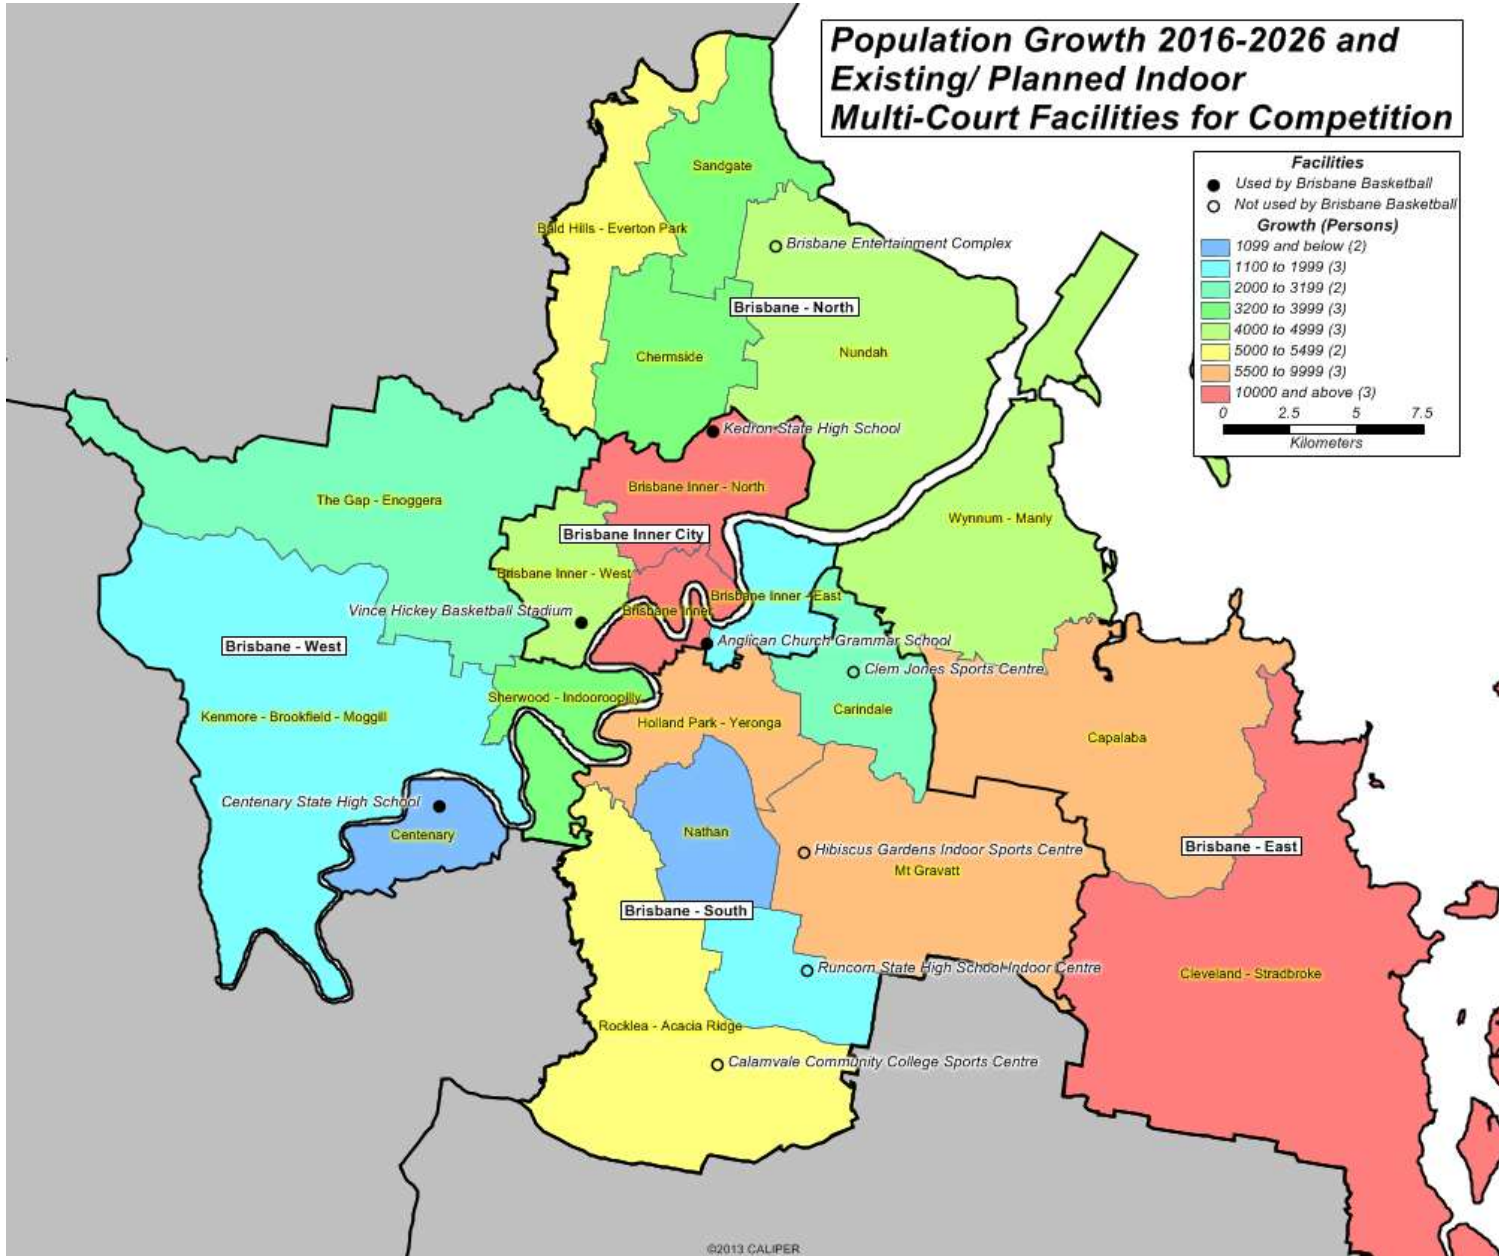 Population Growth 2016-2026 and
Existing/ Planned Indoor
Multi-Court Facilities for Competition
Facilities
Used by Brisbane Basketball
Not used by Brisbane Basketball
Growth (Persons)
1099 and below (2)
1100 to 1999 (3)
2000 to 3199 (2)
3200 to 3999 (3)
4000 to 4999 (3)
5000 to 5499 (2)
5500 to 9999 (3)
10000 and above (3)
0 2.5 5 7.5
Kilometers
Sandgate
Bald Hills - Everton Park
Brisbane Entertainment Complex
Brisbane - North
Chermside
Nundah
Kedron State High School
Brisbane Inner - North
The Gap - Enoggera
Wynnum - Manly
Brisbane Inner City
Brisbane Inner - West
Brisbane Inner - East
Vince Hickey Basketball Stadium
Brisbane Inner
Brisbane - West
Anglican Church Grammar School
Clem Jones Sports Centre
Sherwood - Indooroopilly
Kenmore - Brookfield - Moggill
Holland Park - Yeronga
Carindale
Capalaba
Centenary State High School
Centenary
Nathan
Brisbane - East
Hibiscus Gardens Indoor Sports Centre
Mt Gravatt
Brisbane - South
Runcorn State High School Indoor Centre
Cleveland - Stradbroke
Rocklea - Acacia Ridge
Calamvale Community College Sports Centre
©2013 CALIPER